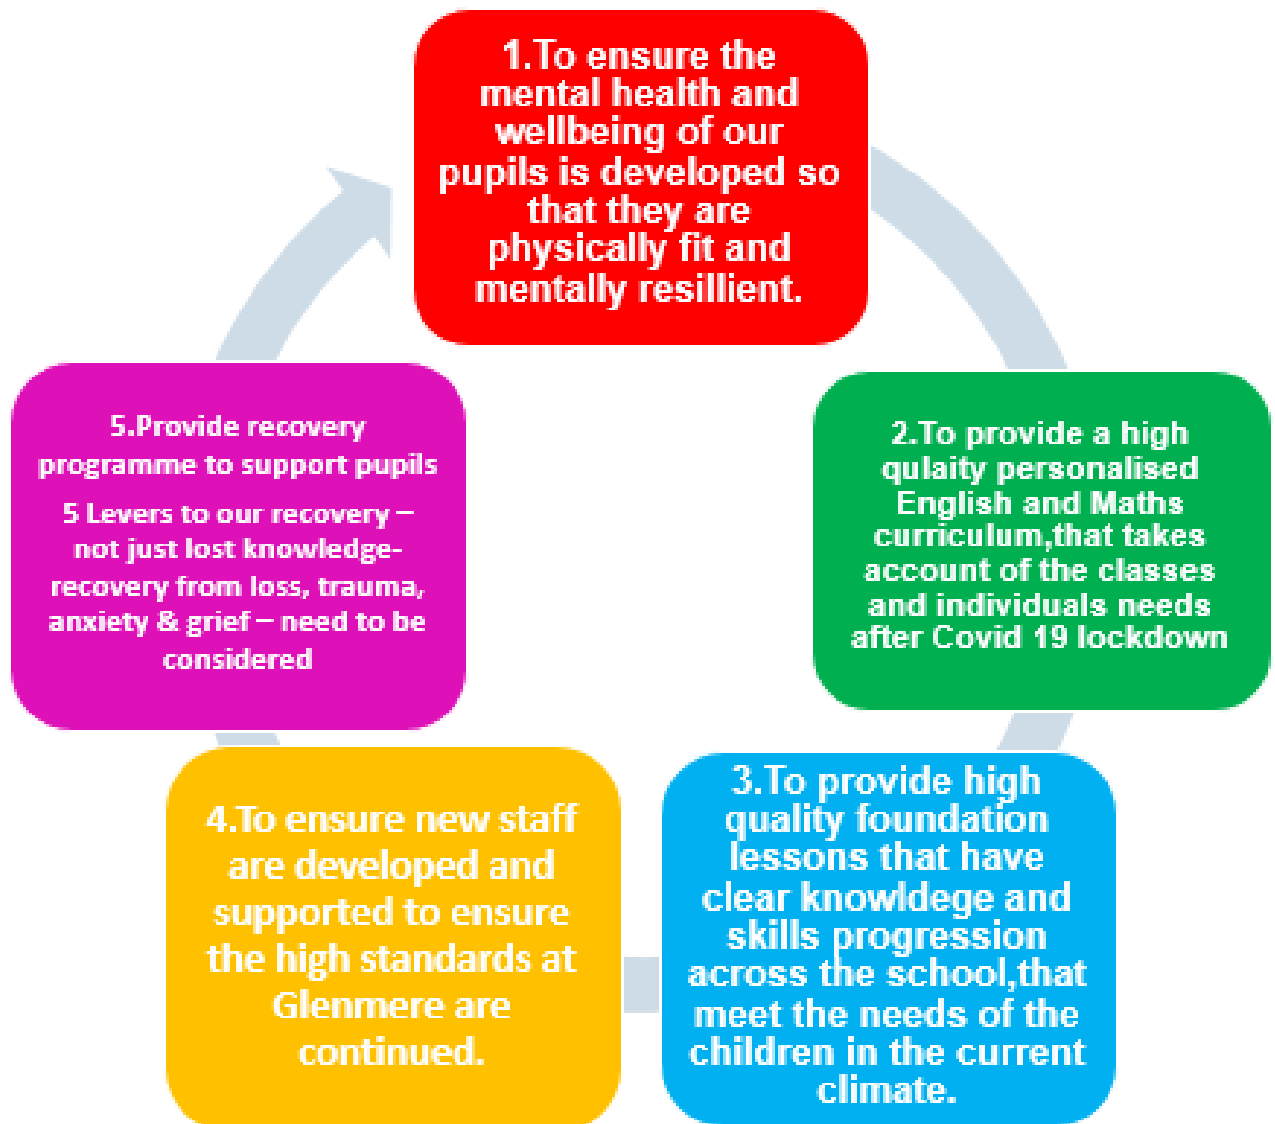 1.To ensure the
mental health and
wellbeing of our
pupils is developed so
that they are
physically fit and
mentally resillient.
2.To provide a high
qulaity personalised
English and Maths
curriculum,that takes
account of the classes
and individuals needs
after Covid 19 lockdown
3.To provide high
quality foundation
lessons that have
clear knowldege and
skills progression
across the school,that
meet the needs of the
children in the current
climate.
4.To ensure new staff
are developed and
supported to ensure
the high standards at
Glenmere are
continued.
5.Provide recovery
programme to support pupils
5 Levers to our recovery –
not just lost knowledge-
recovery from loss, trauma,
anxiety & grief – need to be
considered